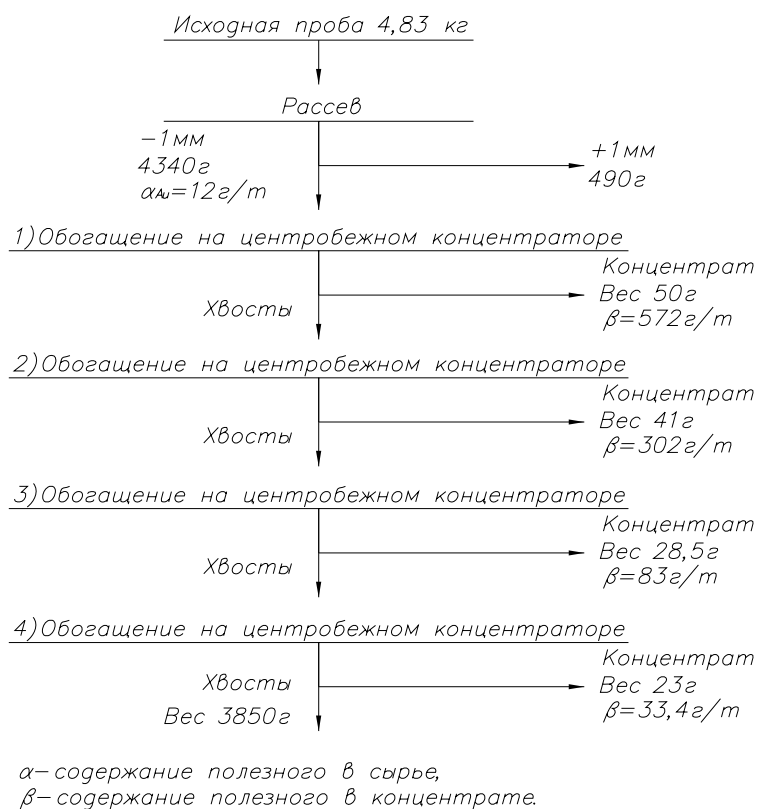 Исходная проба 4,83 кг
Рассев
-1мм
4340г
αAu=12г/т
+1мм
490г
1)Обогащение на центробежном концентраторе
Концентрат
Вес 50г
β=572г/т
Хвосты
2)Обогащение на центробежном концентраторе
Концентрат
Вес 41г
β=302г/т
Хвосты
3)Обогащение на центробежном концентраторе
Концентрат
Вес 28,5г
β=83г/т
Хвосты
4)Обогащение на центробежном концентраторе
Концентрат
Вес 23г
β=33,4г/т
Хвосты
Вес 3850г
α-содержание полезного в сырье,
β-содержание полезного в концентрате.